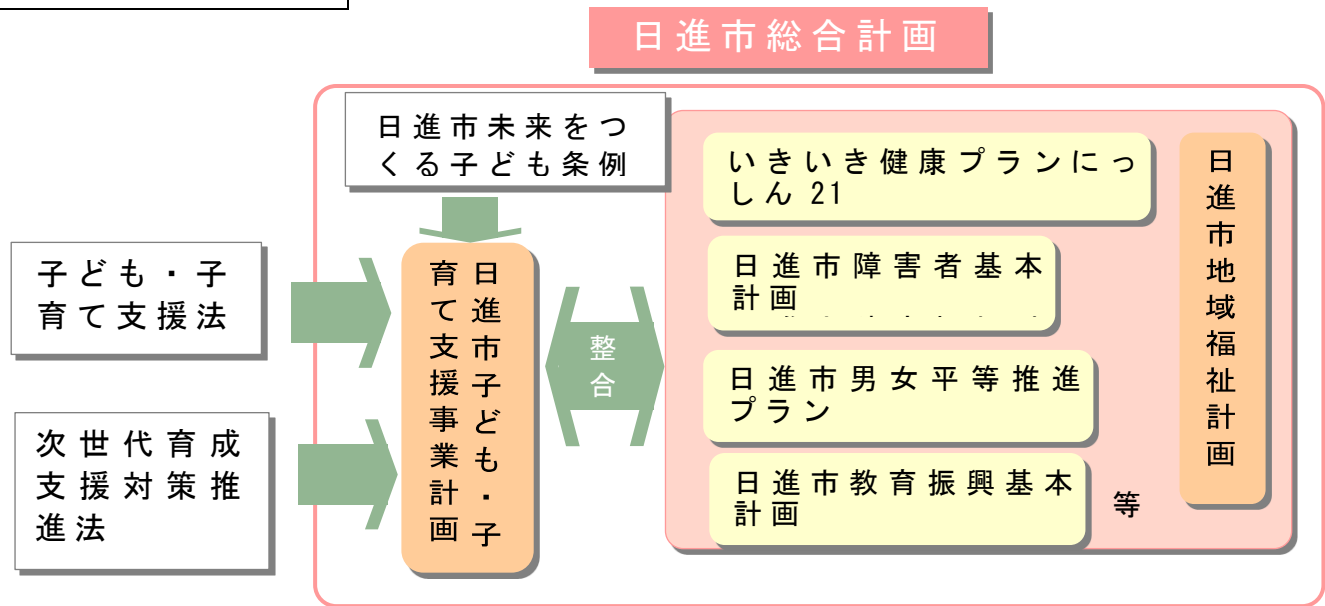 日進市総合計画
日進市未来をつ
くる子ども条例
子ども・子
育て支援法
次世代育成
支援対策推
進法
日進市子ども・子
育て支援事業計画
整
合
いきいき健康プランにっ
しん 21
日進市障害者基本
計画
日進市男女平等推進
プラン
日進市教育振興基本
計画
等
日進市地域福祉計画